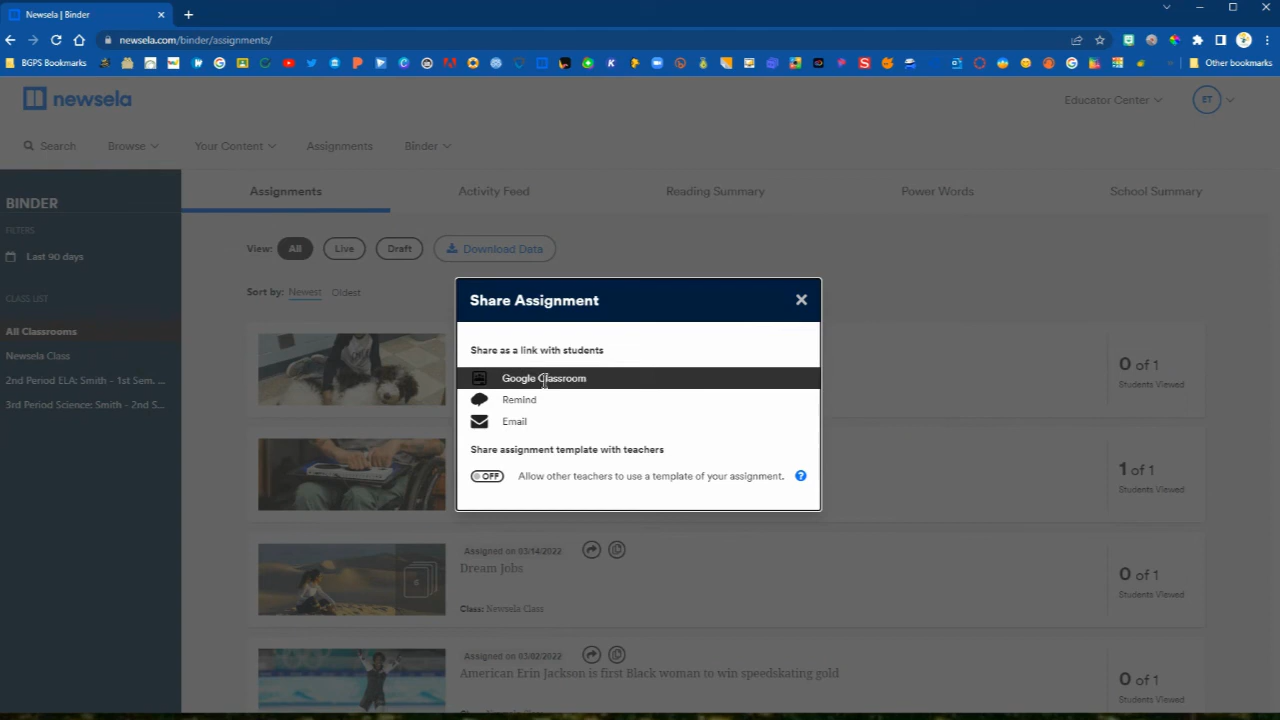 Newsela | Binder
newsela.com/binder/assignments/
BGPS Bookmarks
Other bookmarks
newsela
Educator Center
ET
Search
Browse
Your Content
Assignments
Binder
BINDER
FILTERS
Last 90 days
CLASS LIST
All Classrooms
Newsela Class
2nd Period ELA: Smith - 1st Sem. ...
3rd Period Science: Smith - 2nd S...
Assignments
Activity Feed
Reading Summary
Power Words
School Summary
View:
All
Live
Draft
Download Data
Sort by: Newest Oldest
Share Assignment
Share as a link with students
Google Classroom
Remind
Email
Share assignment template with teachers
OFF
Allow other teachers to use a template of your assignment.
?
0 of 1
Students Viewed
1 of 1
Students Viewed
6
Assigned on 03/14/2022
Dream Jobs
Class: Newsela Class
0 of 1
Students Viewed
Assigned on 03/02/2022
American Erin Jackson is first Black woman to win speedskating gold
0 of 1
Students Viewed